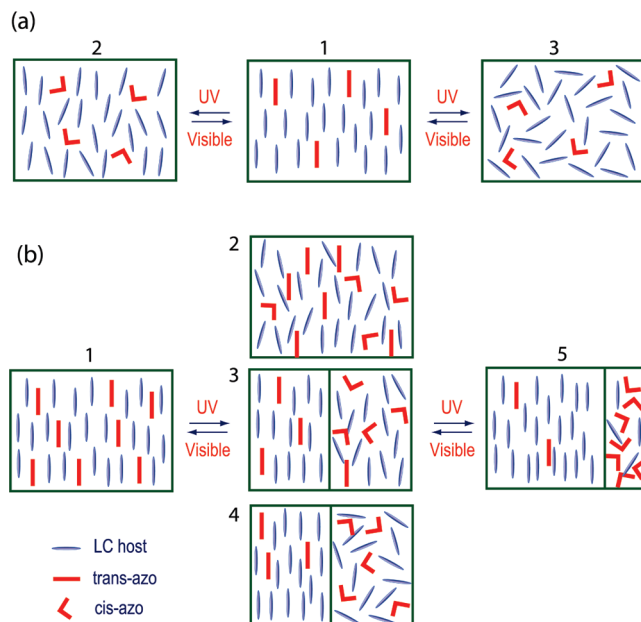 (a)
2
1
3
UV
Visible
UV
Visible
(b)
2
1
3
5
UV
Visible
UV
Visible
4
LC host
trans-azo
cis-azo